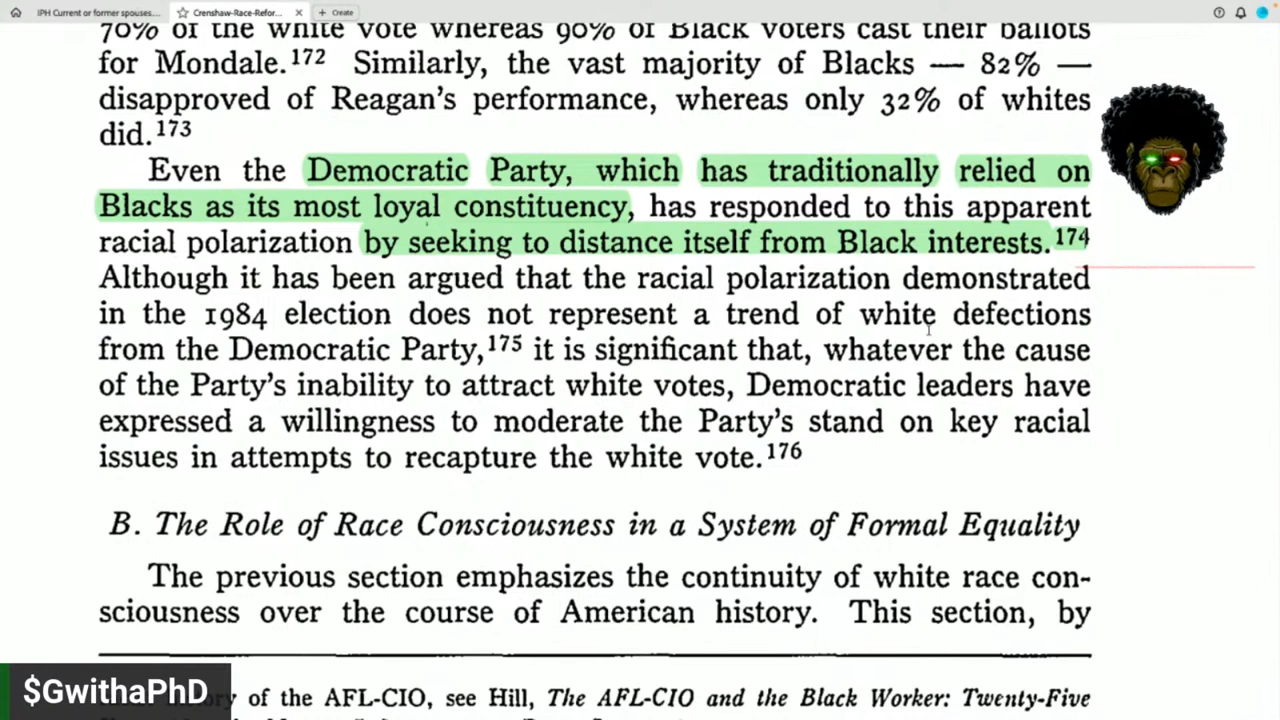 IPH Current or former spouses....
Crenshaw-Race-Refor...
Create
70% of the white vote whereas 90% of Black voters cast their ballots
for Mondale.172 Similarly, the vast majority of Blacks — 82% —
disapproved of Reagan's performance, whereas only 32% of whites
did.173
Even the Democratic Party, which has traditionally relied on
Blacks as its most loyal constituency, has responded to this apparent
racial polarization by seeking to distance itself from Black interests.174
Although it has been argued that the racial polarization demonstrated
in the 1984 election does not represent a trend of white defections
from the Democratic Party,175 it is significant that, whatever the cause
of the Party's inability to attract white votes, Democratic leaders have
expressed a willingness to moderate the Party's stand on key racial
issues in attempts to recapture the white vote.176
B. The Role of Race Consciousness in a System of Formal Equality
The previous section emphasizes the continuity of white race con-
sciousness over the course of American history. This section, by
of the AFL-CIO, see Hill, The AFL-CIO and the Black Worker: Twenty-Five
$GwithaPhD